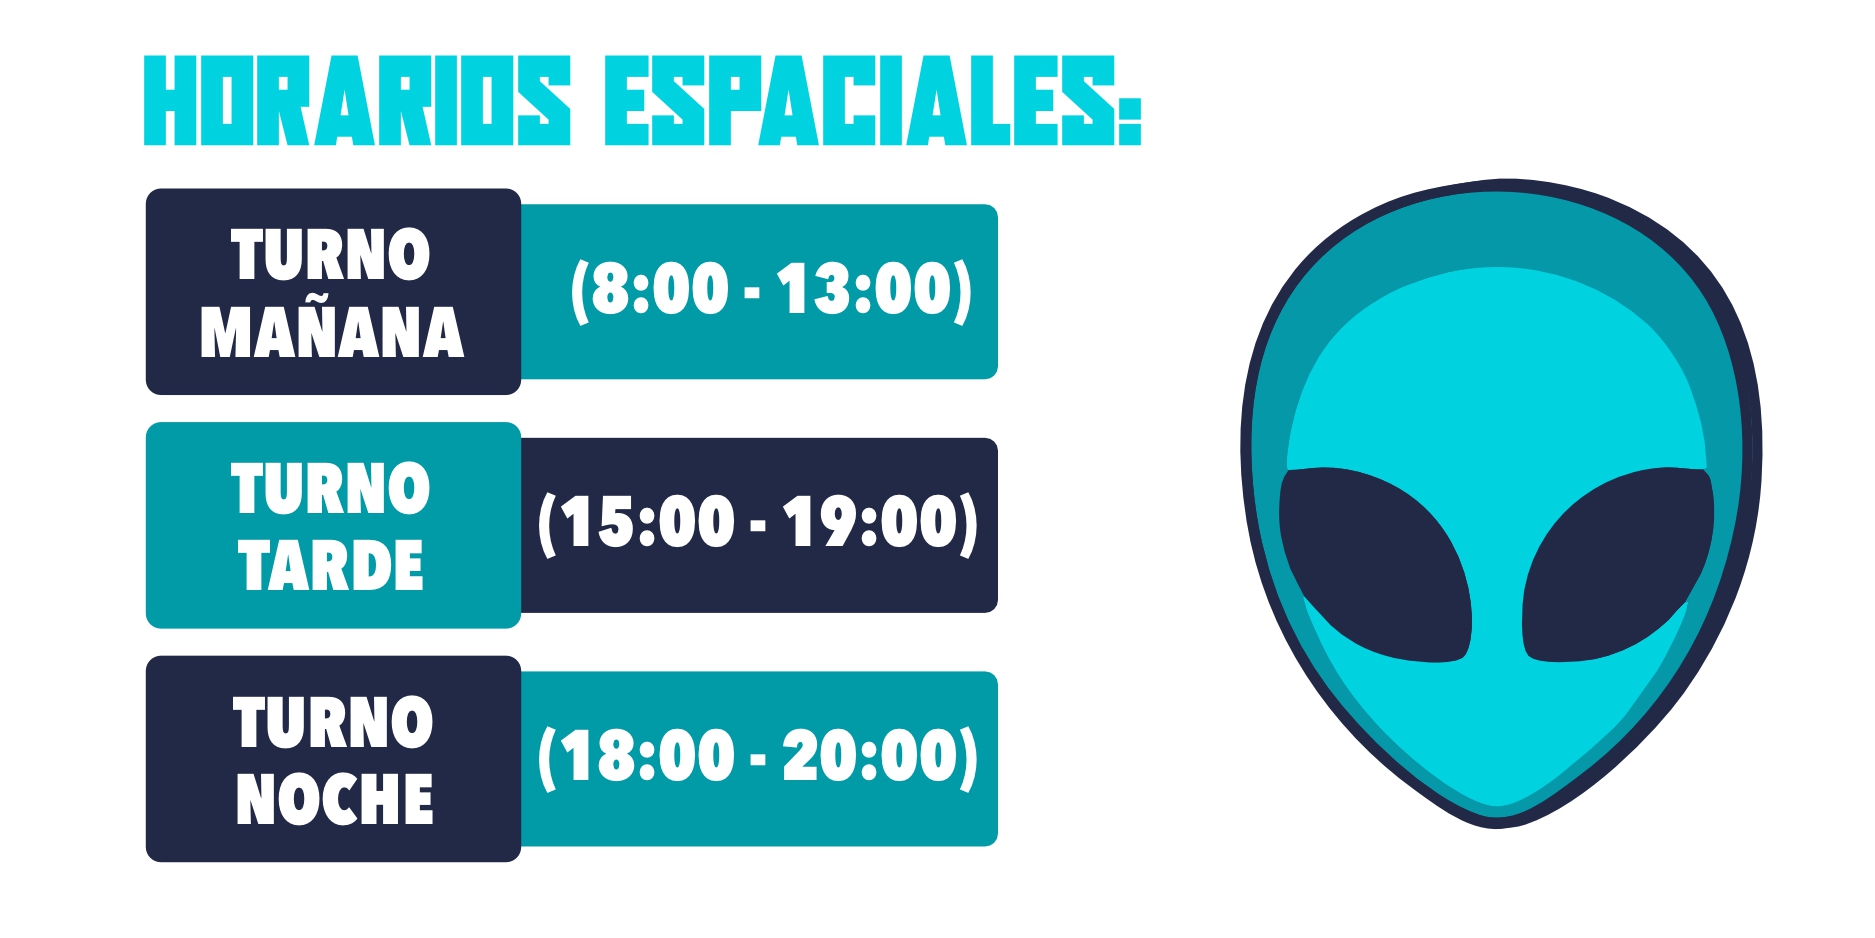 HORARIOS ESPACIALES:
TURNO
MAÑANA
(8:00 - 13:00)
TURNO
TARDE
(15:00 - 19:00)
TURNO
NOCHE
(18:00 - 20:00)